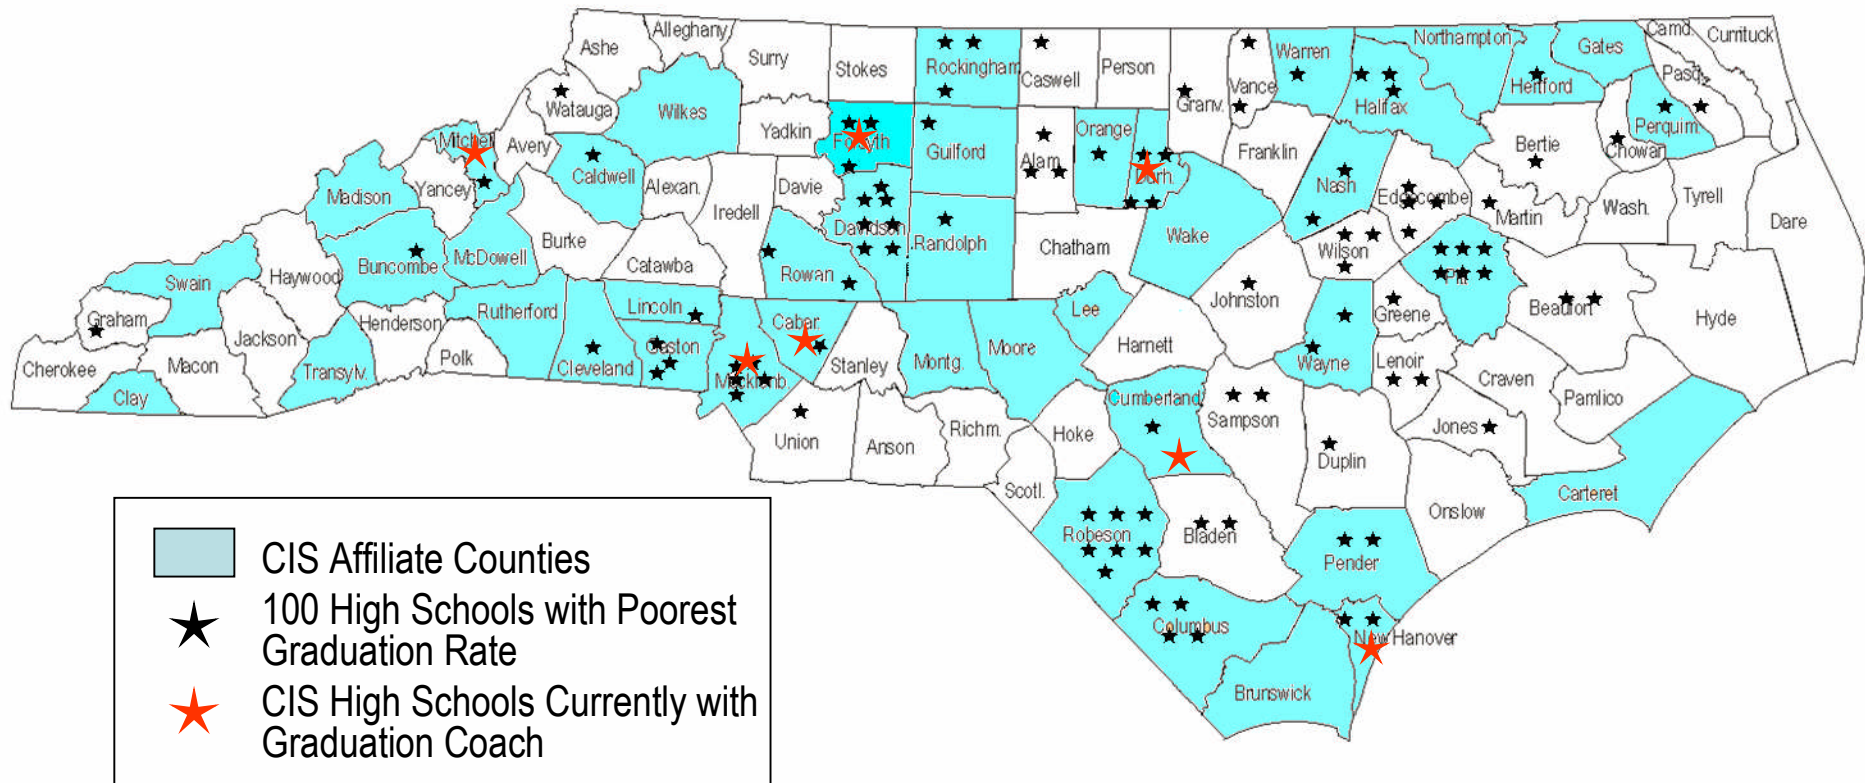 Ashe
Alleghany
Surry
Stokes
Rockingham
Caswell
Person
Granv.
Vance
Warren
Halifax
Northampton
Hertford
Gates
Camd.
Currituck
Pasq.
Perquim.
Chowan
Watauga
Wilkes
Yadkin
Forsyth
Guilford
Alam.
Orange
Durh.
Franklin
Nash
Edgecombe
Bertie
Martin
Wash.
Tyrell
Dare
Mitchell
Avery
Caldwell
Alexan.
Iredell
Davie
Davidson
Randolph
Chatham
Wake
Wilson
Pitt
Beaufort
Hyde
Madison
Yancey
Buncombe
McDowell
Burke
Catawba
Rowan
Lee
Johnston
Greene
Swain
Haywood
Graham
Jackson
Henderson
Polk
Rutherford
Cleveland
Lincoln
Gaston
Mecklenb.
Cabar.
Stanley
Montg.
Moore
Harnett
Wayne
Lenoir
Craven
Pamlico
Cherokee
Macon
Clay
Transylv.
Union
Anson
Richm.
Hoke
Scotl.
Cumberland
Sampson
Duplin
Jones
Onslow
Carteret
Robeson
Bladen
Pender
Columbus
New Hanover
Brunswick
CIS Affiliate Counties
100 High Schools with Poorest
Graduation Rate
CIS High Schools Currently with
Graduation Coach